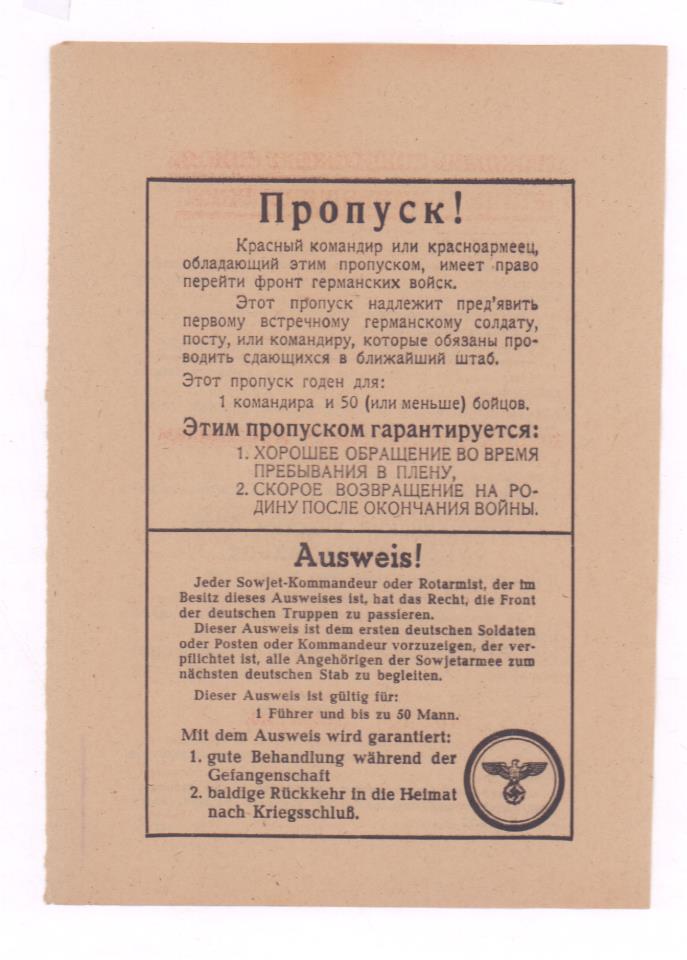 Пропуск!
Красный командир или красноармеец,
обладающий этим пропуском, имеет право
перейти фронт германских войск.
Этот пропуск надлежит пред'явить
первому встречному германскому солдату,
посту, или командиру, которые обязаны про-
водить сдающихся в ближайший штаб.
Этот пропуск годен для:
1 командира и 50 (или меньше) бойцов.
Этим пропуском гарантируется:
1. ХОРОШЕЕ ОБРАЩЕНИЕ ВО ВРЕМЯ
ПРЕБЫВАНИЯ В ПЛЕНУ,
2. СКОРОЕ ВОЗВРАЩЕНИЕ НА РО-
ДИНУ ПОСЛЕ ОКОНЧАНИЯ ВОЙНЫ.
Ausweis!
Jeder Sowjet-Kommandeur oder Rotarmist, der im
Besitz dieses Ausweises ist, hat das Recht, die Front
der deutschen Truppen zu passieren.
Dieser Ausweis ist dem ersten deutschen Soldaten
oder Posten oder Kommandeur vorzuzeigen, der ver-
pflichtet ist, alle Angehörigen der Sowjetarmee zum
nächsten deutschen Stab zu begleiten.
Dieser Ausweis ist gültig für:
1 Führer und bis zu 50 Mann.
Mit dem Ausweis wird garantiert:
1. gute Behandlung während der
Gefangenschaft
2. baldige Rückkehr in die Heimat
nach Kriegsschluß.